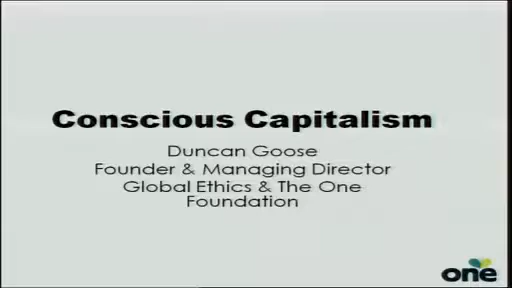 Conscious Capitalism
Duncan Goose
Founder & Managing Director
Global Ethics & The One
Foundation
one